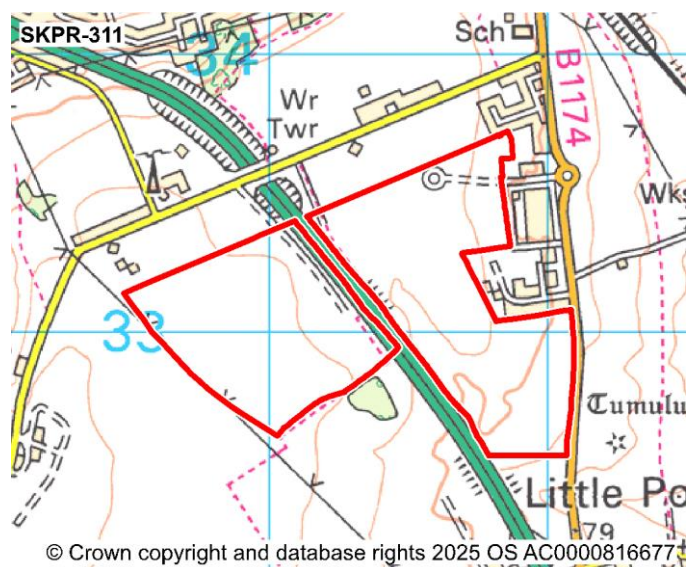 SKPR-311
34
Sch
B1174
Wr
Twr
Wks
33
Tumulu
Little Po
79
© Crown copyright and database rights 2025 OS AC0000816677